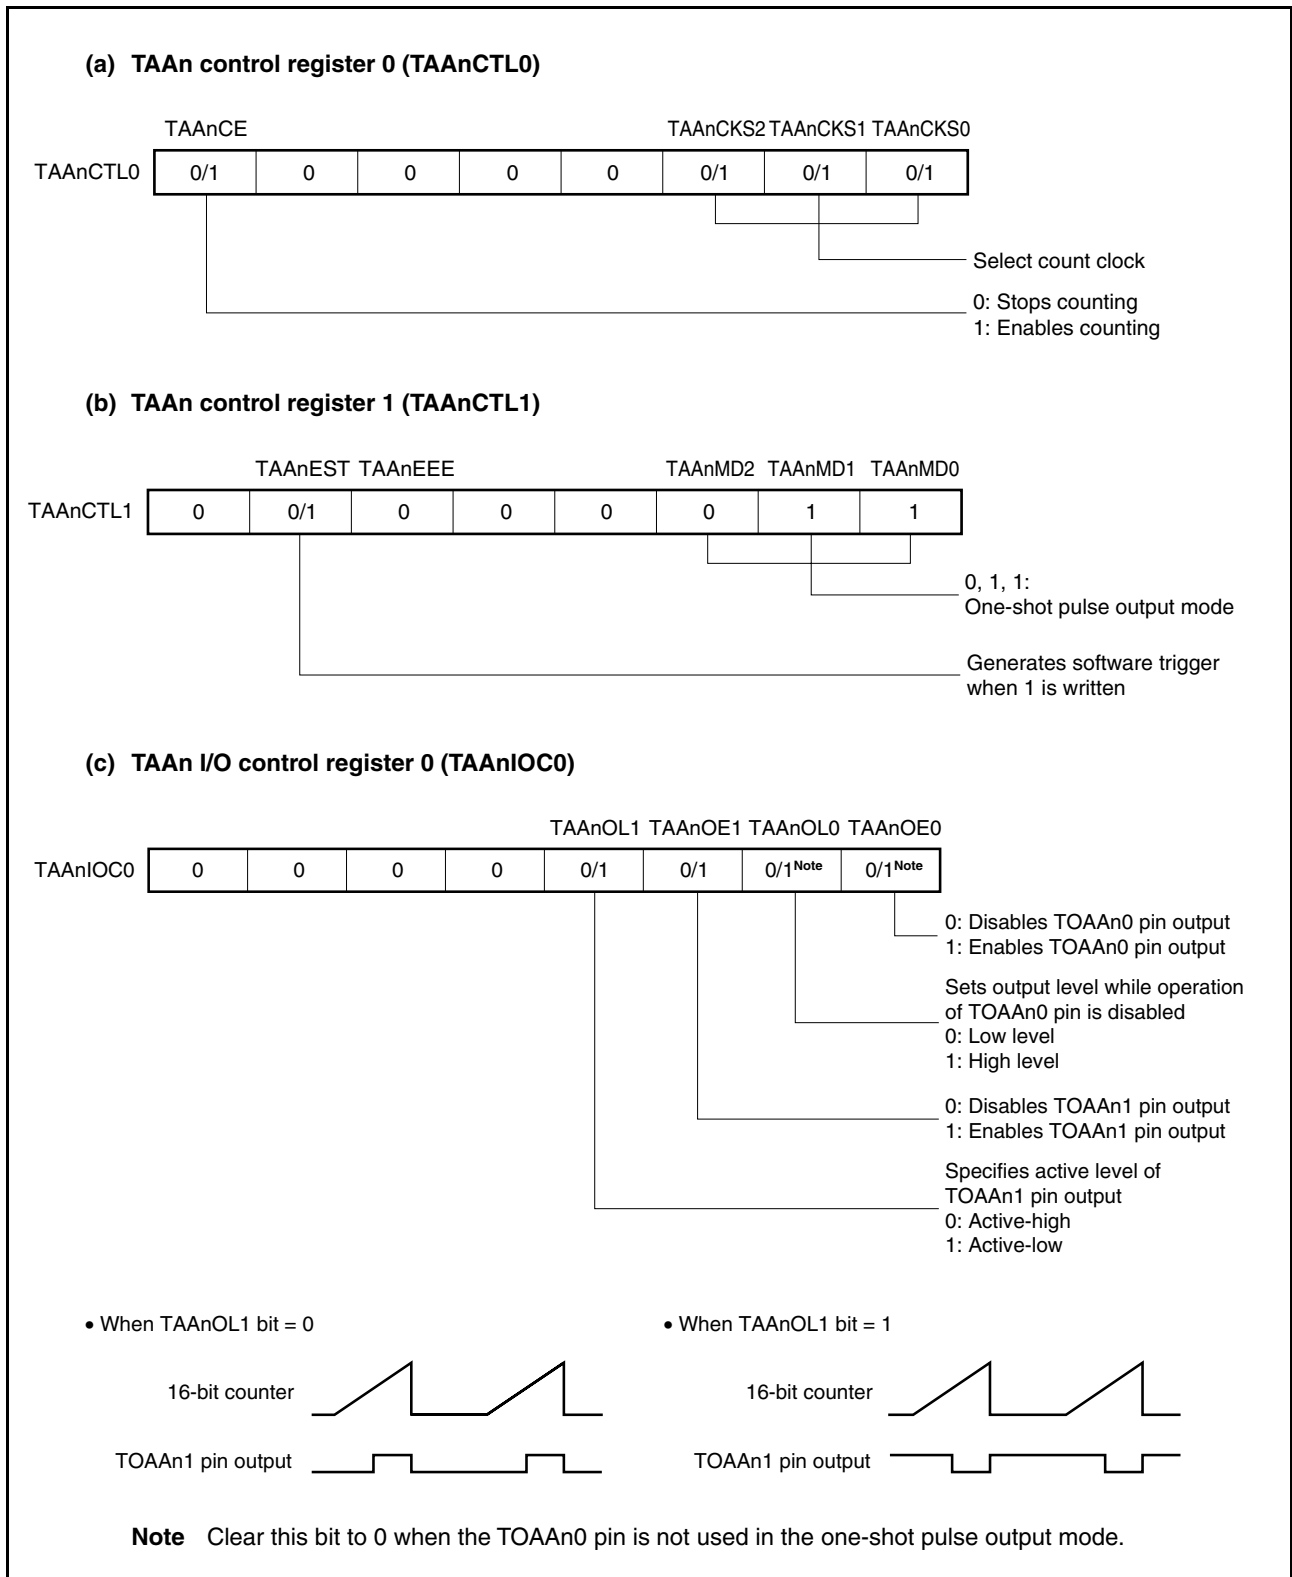 (a) TAAn control register 0 (TAAnCTL0)
TAAnCE TAAnCKS2 TAAnCKS1 TAAnCKS0
TAAnCTL0 0/1 0 0 0 0 0/1 0/1 0/1
Select count clock
0: Stops counting
1: Enables counting
(b) TAAn control register 1 (TAAnCTL1)
TAAnEST TAAnEEE TAAnMD2 TAAnMD1 TAAnMD0
TAAnCTL1 0 0/1 0 0 0 0 1 1
0, 1, 1:
One-shot pulse output mode
Generates software trigger
when 1 is written
(c) TAAn I/O control register 0 (TAAnIOC0)
TAAnOL1 TAAnOE1 TAAnOL0 TAAnOE0
TAAnIOC0 0 0 0 0 0/1 0/1 0/1Note 0/1Note
0: Disables TOAAn0 pin output
1: Enables TOAAn0 pin output
Sets output level while operation
of TOAAn0 pin is disabled
0: Low level
1: High level
0: Disables TOAAn1 pin output
1: Enables TOAAn1 pin output
Specifies active level of
TOAAn1 pin output
0: Active-high
1: Active-low
• When TAAnOL1 bit = 0 • When TAAnOL1 bit = 1
16-bit counter 16-bit counter
TOAAn1 pin output TOAAn1 pin output
Note Clear this bit to 0 when the TOAAn0 pin is not used in the one-shot pulse output mode.